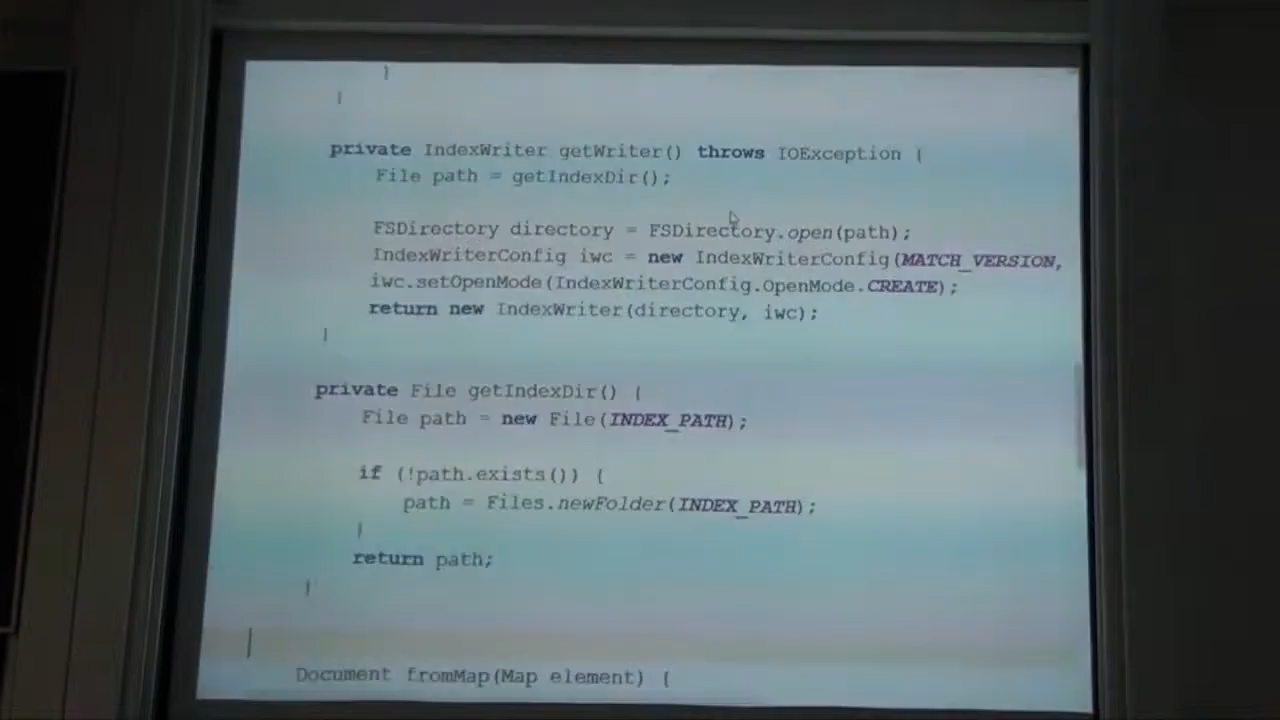 }
}
private IndexWriter getWriter() throws IOException {
File path = getIndexDir();
FSDirectory directory = FSDirectory.open(path);
IndexWriterConfig iwc = new IndexWriterConfig(MATCH_VERSION,
iwc.setOpenMode(IndexWriterConfig.OpenMode.CREATE);
return new IndexWriter(directory, iwc);
}
private File getIndexDir() {
File path = new File(INDEX_PATH);
if (!path.exists()) {
path = Files.newFolder(INDEX_PATH);
}
return path;
}
Document fromMap(Map element) {